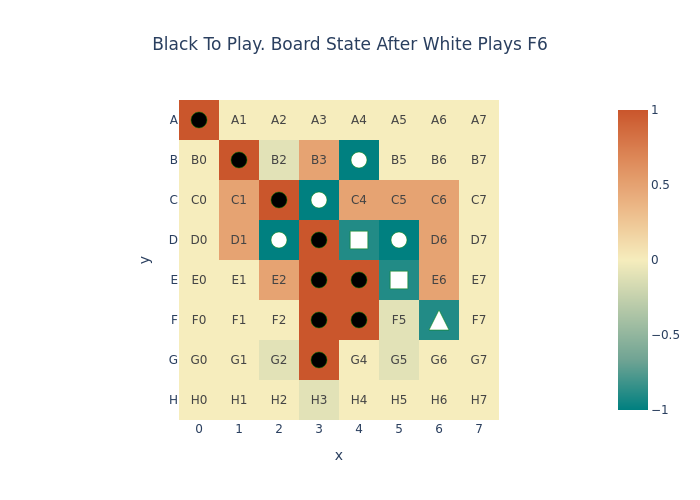 Black To Play. Board State After White Plays F6
A A1 A2 A3 A4 A5 A6 A7
B B0 B2 B3 B5 B6 B7
C C0 C1 C4 C5 C6 C7
D D0 D1 D6 D7
E E0 E1 E2 E6 E7
F F0 F1 F2 F5 F7
G G0 G1 G2 G4 G5 G6 G7
H H0 H1 H2 H3 H4 H5 H6 H7
0 1 2 3 4 5 6 7
x
y
1
0.5
0
−0.5
−1